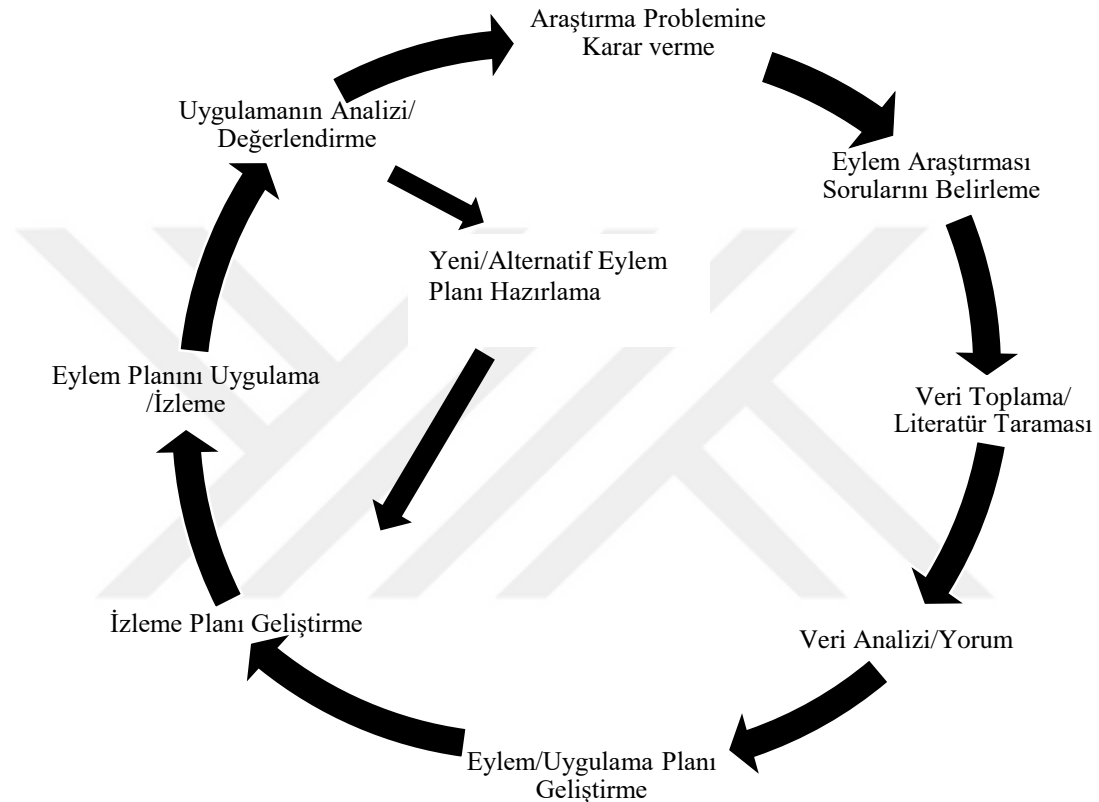 Araştırma Problemine
Karar verme
Eylem Araştırması
Sorularını Belirleme
Veri Toplama/
Literatür Taraması
Veri Analizi/Yorum
Eylem/Uygulama Planı
Geliştirme
İzleme Planı Geliştirme
Eylem Planını Uygulama
/İzleme
Uygulamanın Analizi/
Değerlendirme
Yeni/Alternatif Eylem
Planı Hazırlama